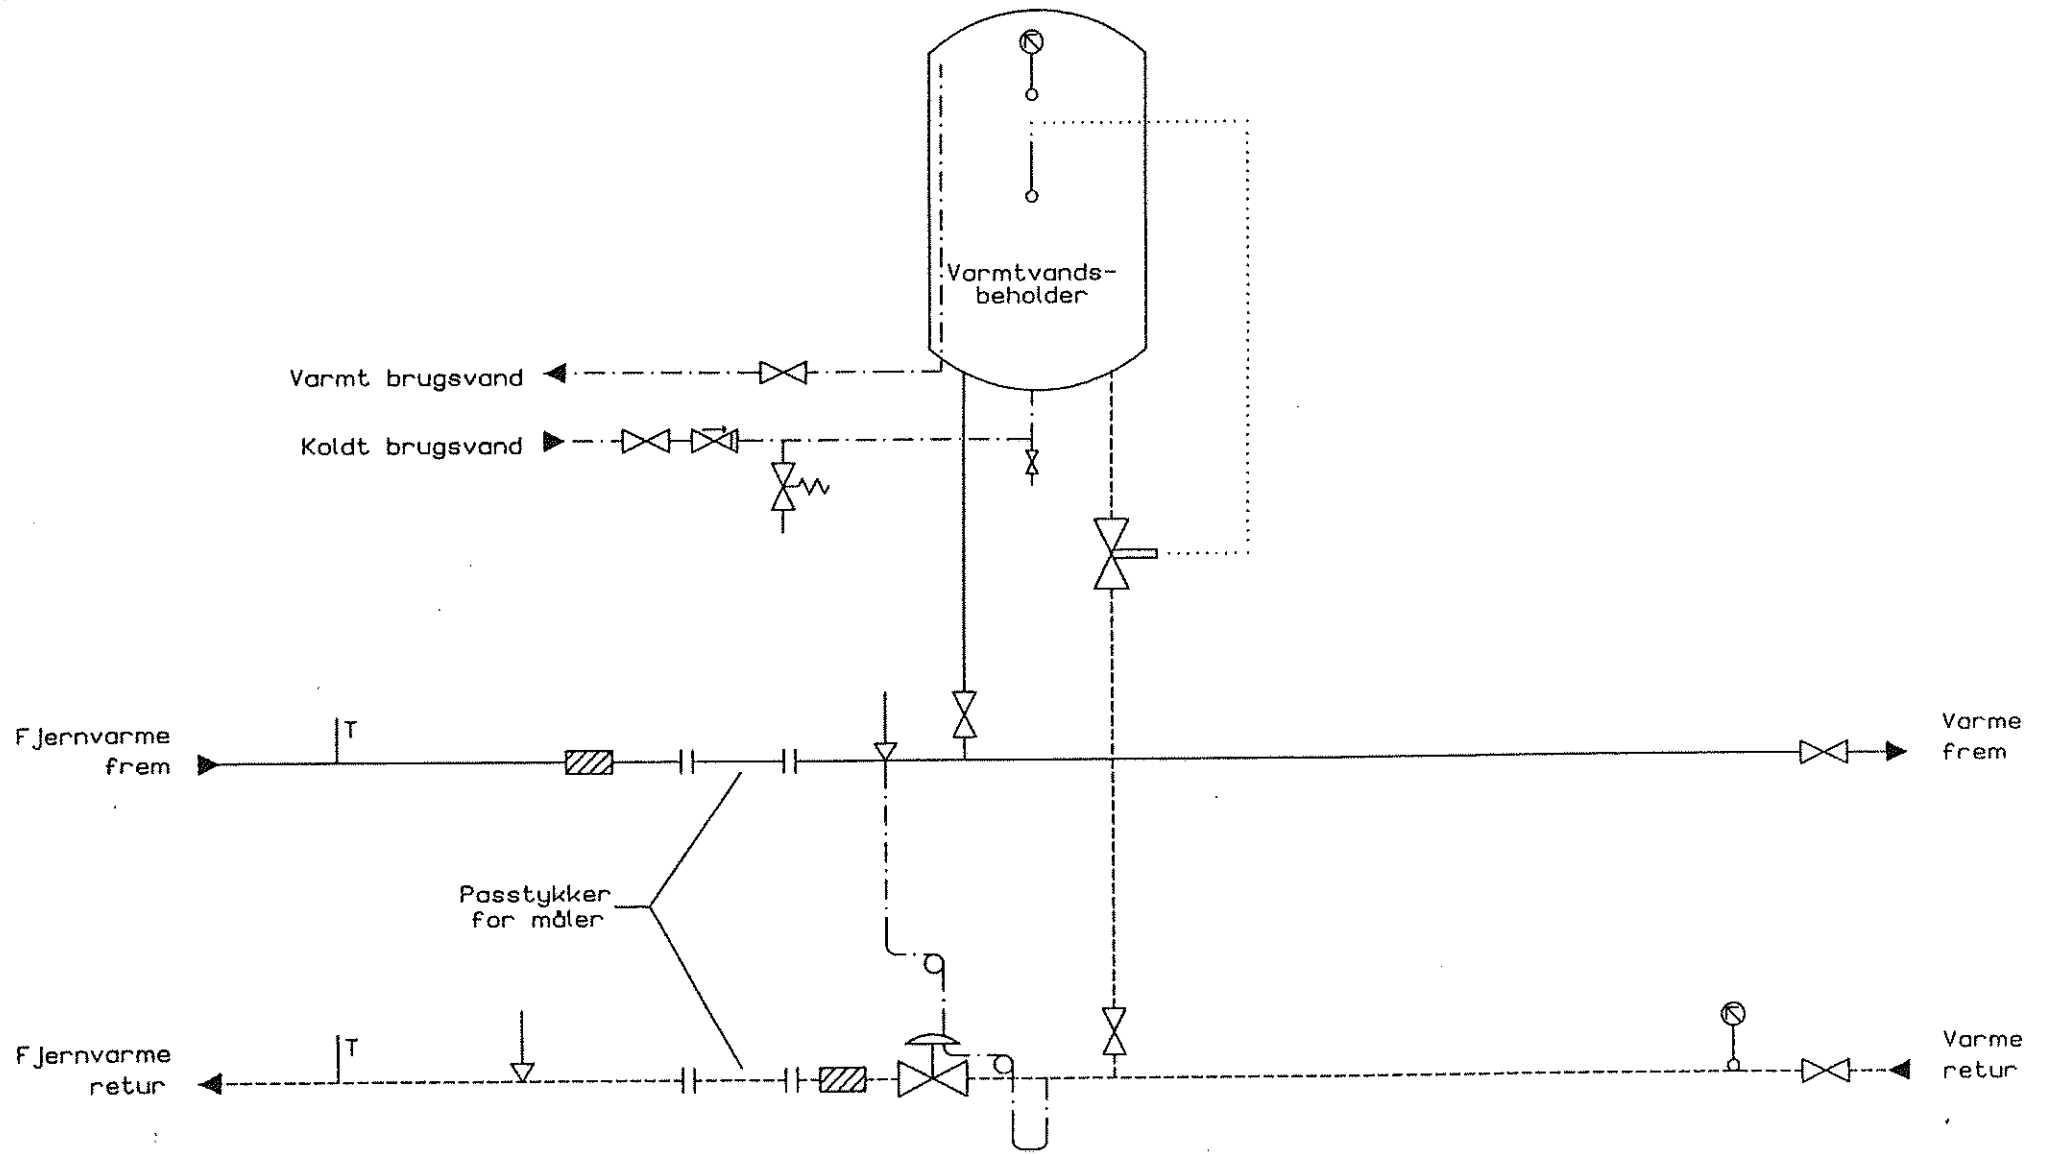 Varmtvands-
beholder
Varmt brugsvand
Koldt brugsvand
T
Fjernvarme
frem
Varme
frem
Passtykker
for måler
T
Fjernvarme
retur
Varme
retur